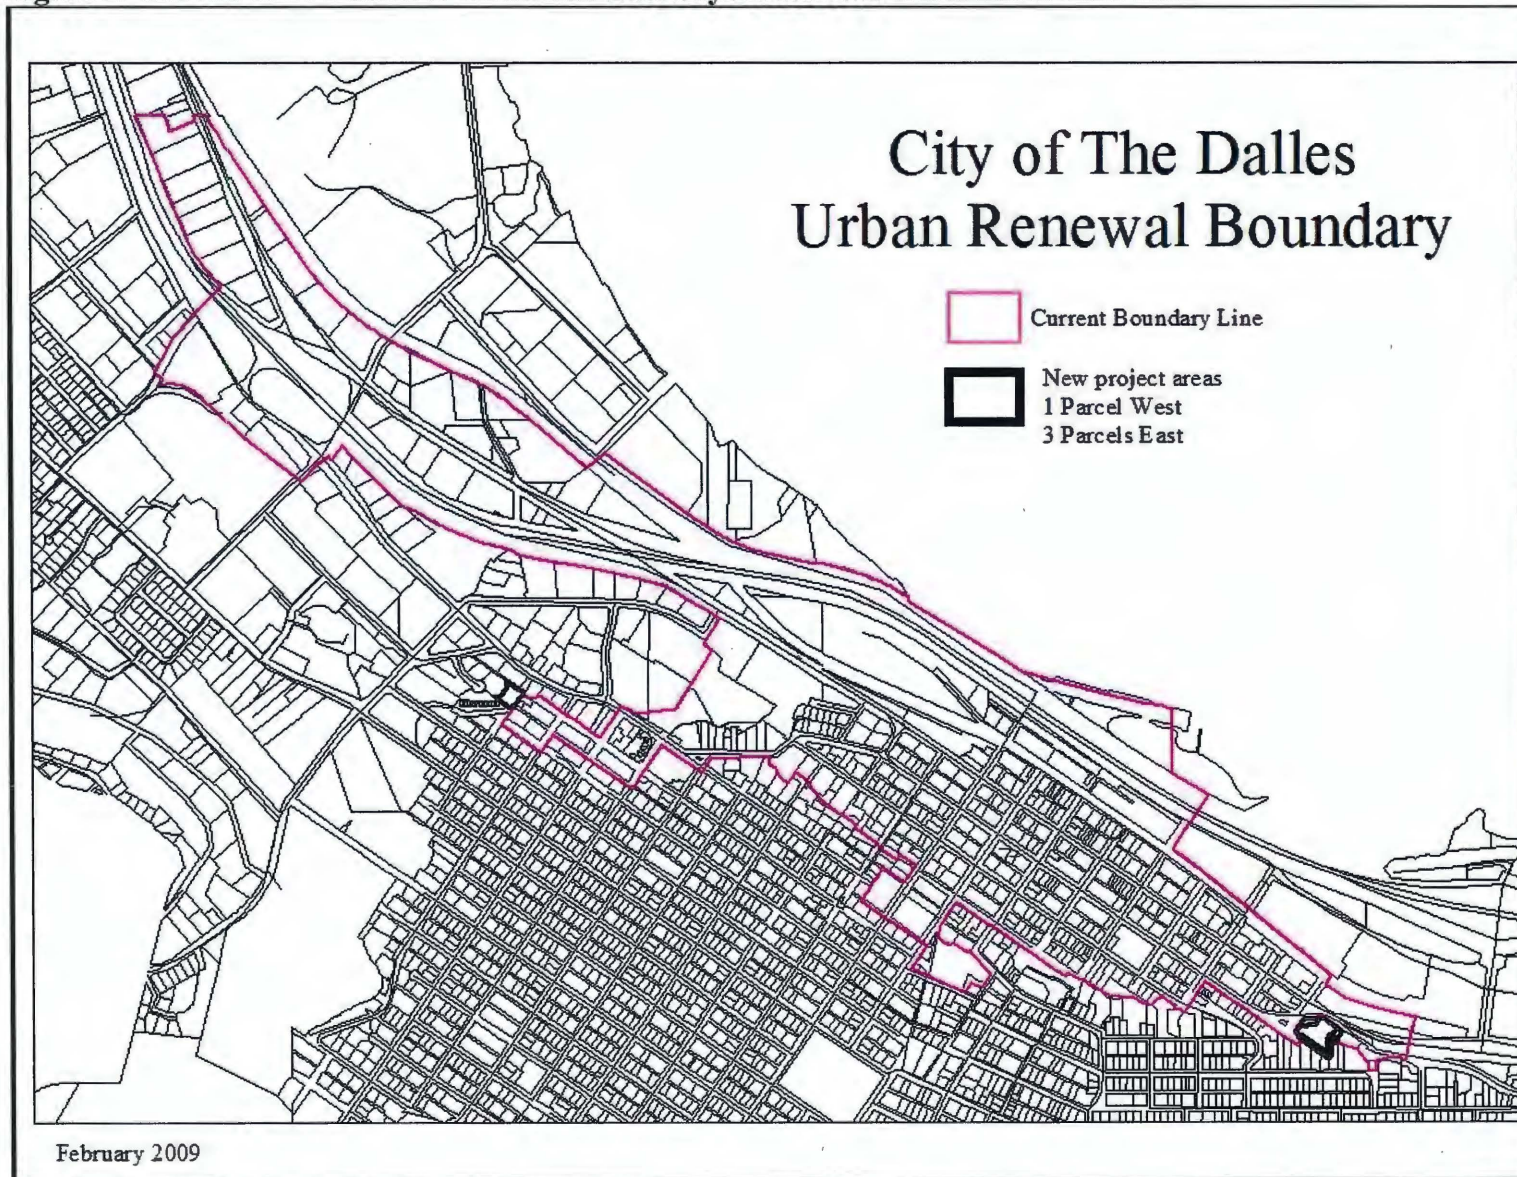 City of The Dalles
Urban Renewal Boundary
Current Boundary Line
New project areas
1 Parcel West
3 Parcels East
February 2009